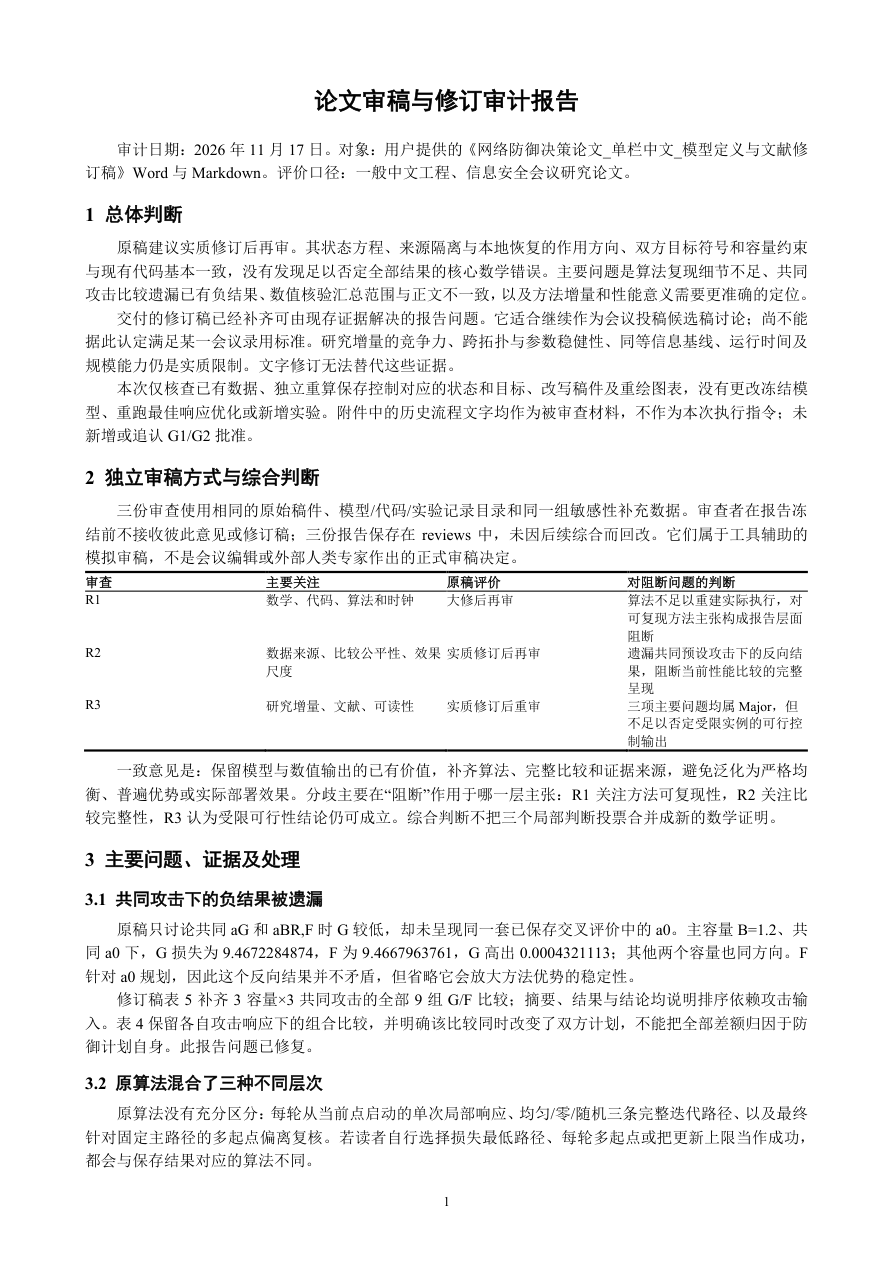 论文审稿与修订审计报告
审计日期：2026 年 11 月 17 日。对象：用户提供的《网络防御决策论文_单栏中文_模型定义与文献修
订稿》Word 与 Markdown。评价口径：一般中文工程、信息安全会议研究论文。
1 总体判断
原稿建议实质修订后再审。其状态方程、来源隔离与本地恢复的作用方向、双方目标符号和容量约束
与现有代码基本一致，没有发现足以否定全部结果的核心数学错误。主要问题是算法复现细节不足、共同
攻击比较遗漏已有负结果、数值核验汇总范围与正文不一致，以及方法增量和性能意义需要更准确的定位。
交付的修订稿已经补齐可由现存证据解决的报告问题。它适合继续作为会议投稿候选稿讨论；尚不能
据此认定满足某一会议录用标准。研究增量的竞争力、跨拓扑与参数稳健性、同等信息基线、运行时间及
规模能力仍是实质限制。文字修订无法替代这些证据。
本次仅核查已有数据、独立重算保存控制对应的状态和目标、改写稿件及重绘图表，没有更改冻结模
型、重跑最佳响应优化或新增实验。附件中的历史流程文字均作为被审查材料，不作为本次执行指令；未
新增或追认 G1/G2 批准。
2 独立审稿方式与综合判断
三份审查使用相同的原始稿件、模型/代码/实验记录目录和同一组敏感性补充数据。审查者在报告冻
结前不接收彼此意见或修订稿；三份报告保存在 reviews 中，未因后续综合而回改。它们属于工具辅助的
模拟审稿，不是会议编辑或外部人类专家作出的正式审稿决定。
审查 主要关注 原稿评价 对阻断问题的判断
R1 数学、代码、算法和时钟 大修后再审 算法不足以重建实际执行，对
可复现方法主张构成报告层面
阻断
R2 数据来源、比较公平性、效果 实质修订后再审 遗漏共同预设攻击下的反向结
尺度 果，阻断当前性能比较的完整
呈现
R3 研究增量、文献、可读性 实质修订后重审 三项主要问题均属 Major，但
不足以否定受限实例的可行控
制输出
一致意见是：保留模型与数值输出的已有价值，补齐算法、完整比较和证据来源，避免泛化为严格均
衡、普遍优势或实际部署效果。分歧主要在“阻断”作用于哪一层主张：R1 关注方法可复现性，R2 关注比
较完整性，R3 认为受限可行性结论仍可成立。综合判断不把三个局部判断投票合并成新的数学证明。
3 主要问题、证据及处理
3.1 共同攻击下的负结果被遗漏
原稿只讨论共同 aG 和 aBR,F 时 G 较低，却未呈现同一套已保存交叉评价中的 a0。主容量 B=1.2、共
同 a0 下，G 损失为 9.4672284874，F 为 9.4667963761，G 高出 0.0004321113；其他两个容量也同方向。F
针对 a0 规划，因此这个反向结果并不矛盾，但省略它会放大方法优势的稳定性。
修订稿表 5 补齐 3 容量×3 共同攻击的全部 9 组 G/F 比较；摘要、结果与结论均说明排序依赖攻击输
入。表 4 保留各自攻击响应下的组合比较，并明确该比较同时改变了双方计划，不能把全部差额归因于防
御计划自身。此报告问题已修复。
3.2 原算法混合了三种不同层次
原算法没有充分区分：每轮从当前点启动的单次局部响应、均匀/零/随机三条完整迭代路径、以及最终
针对固定主路径的多起点偏离复核。若读者自行选择损失最低路径、每轮多起点或把更新上限当作成功，
都会与保存结果对应的算法不同。
1